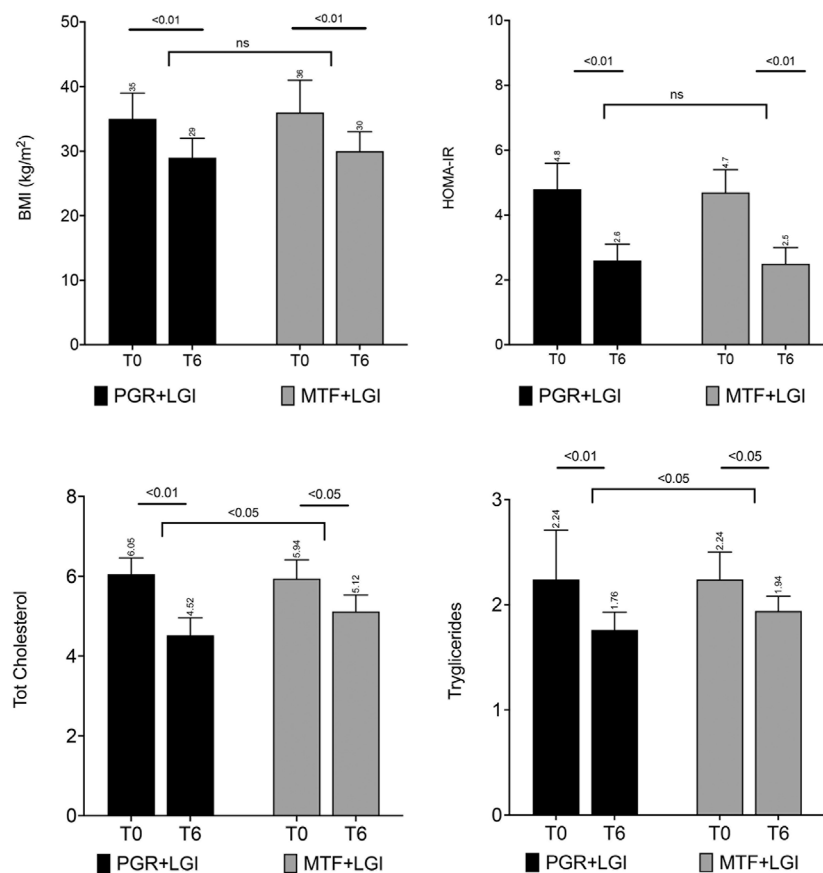 <0.01
<0.01
ns
50
40
30
20
10
0
BMI (kg/m²)
35
29
36
30
T0
T6
T0
T6
PGR+LGI
MTF+LGI
<0.01
<0.01
ns
10
8
6
4
2
0
HOMA-IR
4.8
2.6
4.7
2.5
T0
T6
T0
T6
PGR+LGI
MTF+LGI
<0.01
<0.05
<0.05
8
6
4
2
0
Tot Cholesterol
6.05
4.52
5.94
5.12
T0
T6
T0
T6
PGR+LGI
MTF+LGI
<0.01
<0.05
<0.05
3
2
1
0
Tryglicerides
2.24
1.76
2.24
1.94
T0
T6
T0
T6
PGR+LGI
MTF+LGI